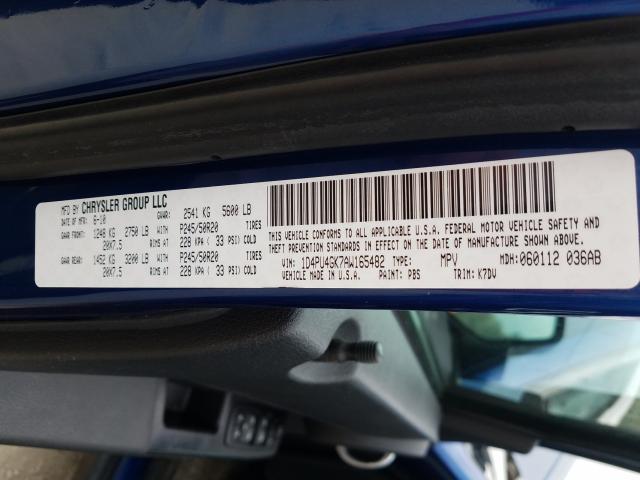 MFD BY CHRYSLER GROUP LLC
DATE OF MFR: 6-10 GVWR: 2541 KG 5600 LB
GAWR FRONT 1248 KG 2750 LB WITH P245/50R20 TIRES
20X7.5 RIMS AT 228 KPA ( 33 PSI) COLD
GAWR REAR 1452 KG 3200 LB WITH P245/50R20 TIRES
20X7.5 RIMS AT 228 KPA ( 33 PSI) COLD
THIS VEHICLE CONFORMS TO ALL APPLICABLE U.S.A. FEDERAL MOTOR VEHICLE SAFETY AND
THEFT PREVENTION STANDARDS IN EFFECT ON THE DATE OF MANUFACTURE SHOWN ABOVE.
VIN: 1D4PU4GK7AW165482 TYPE: MPV MDH: 060112 036AB
VEHICLE MADE IN U.S.A. PAINT: PBS TRIM: K7DV